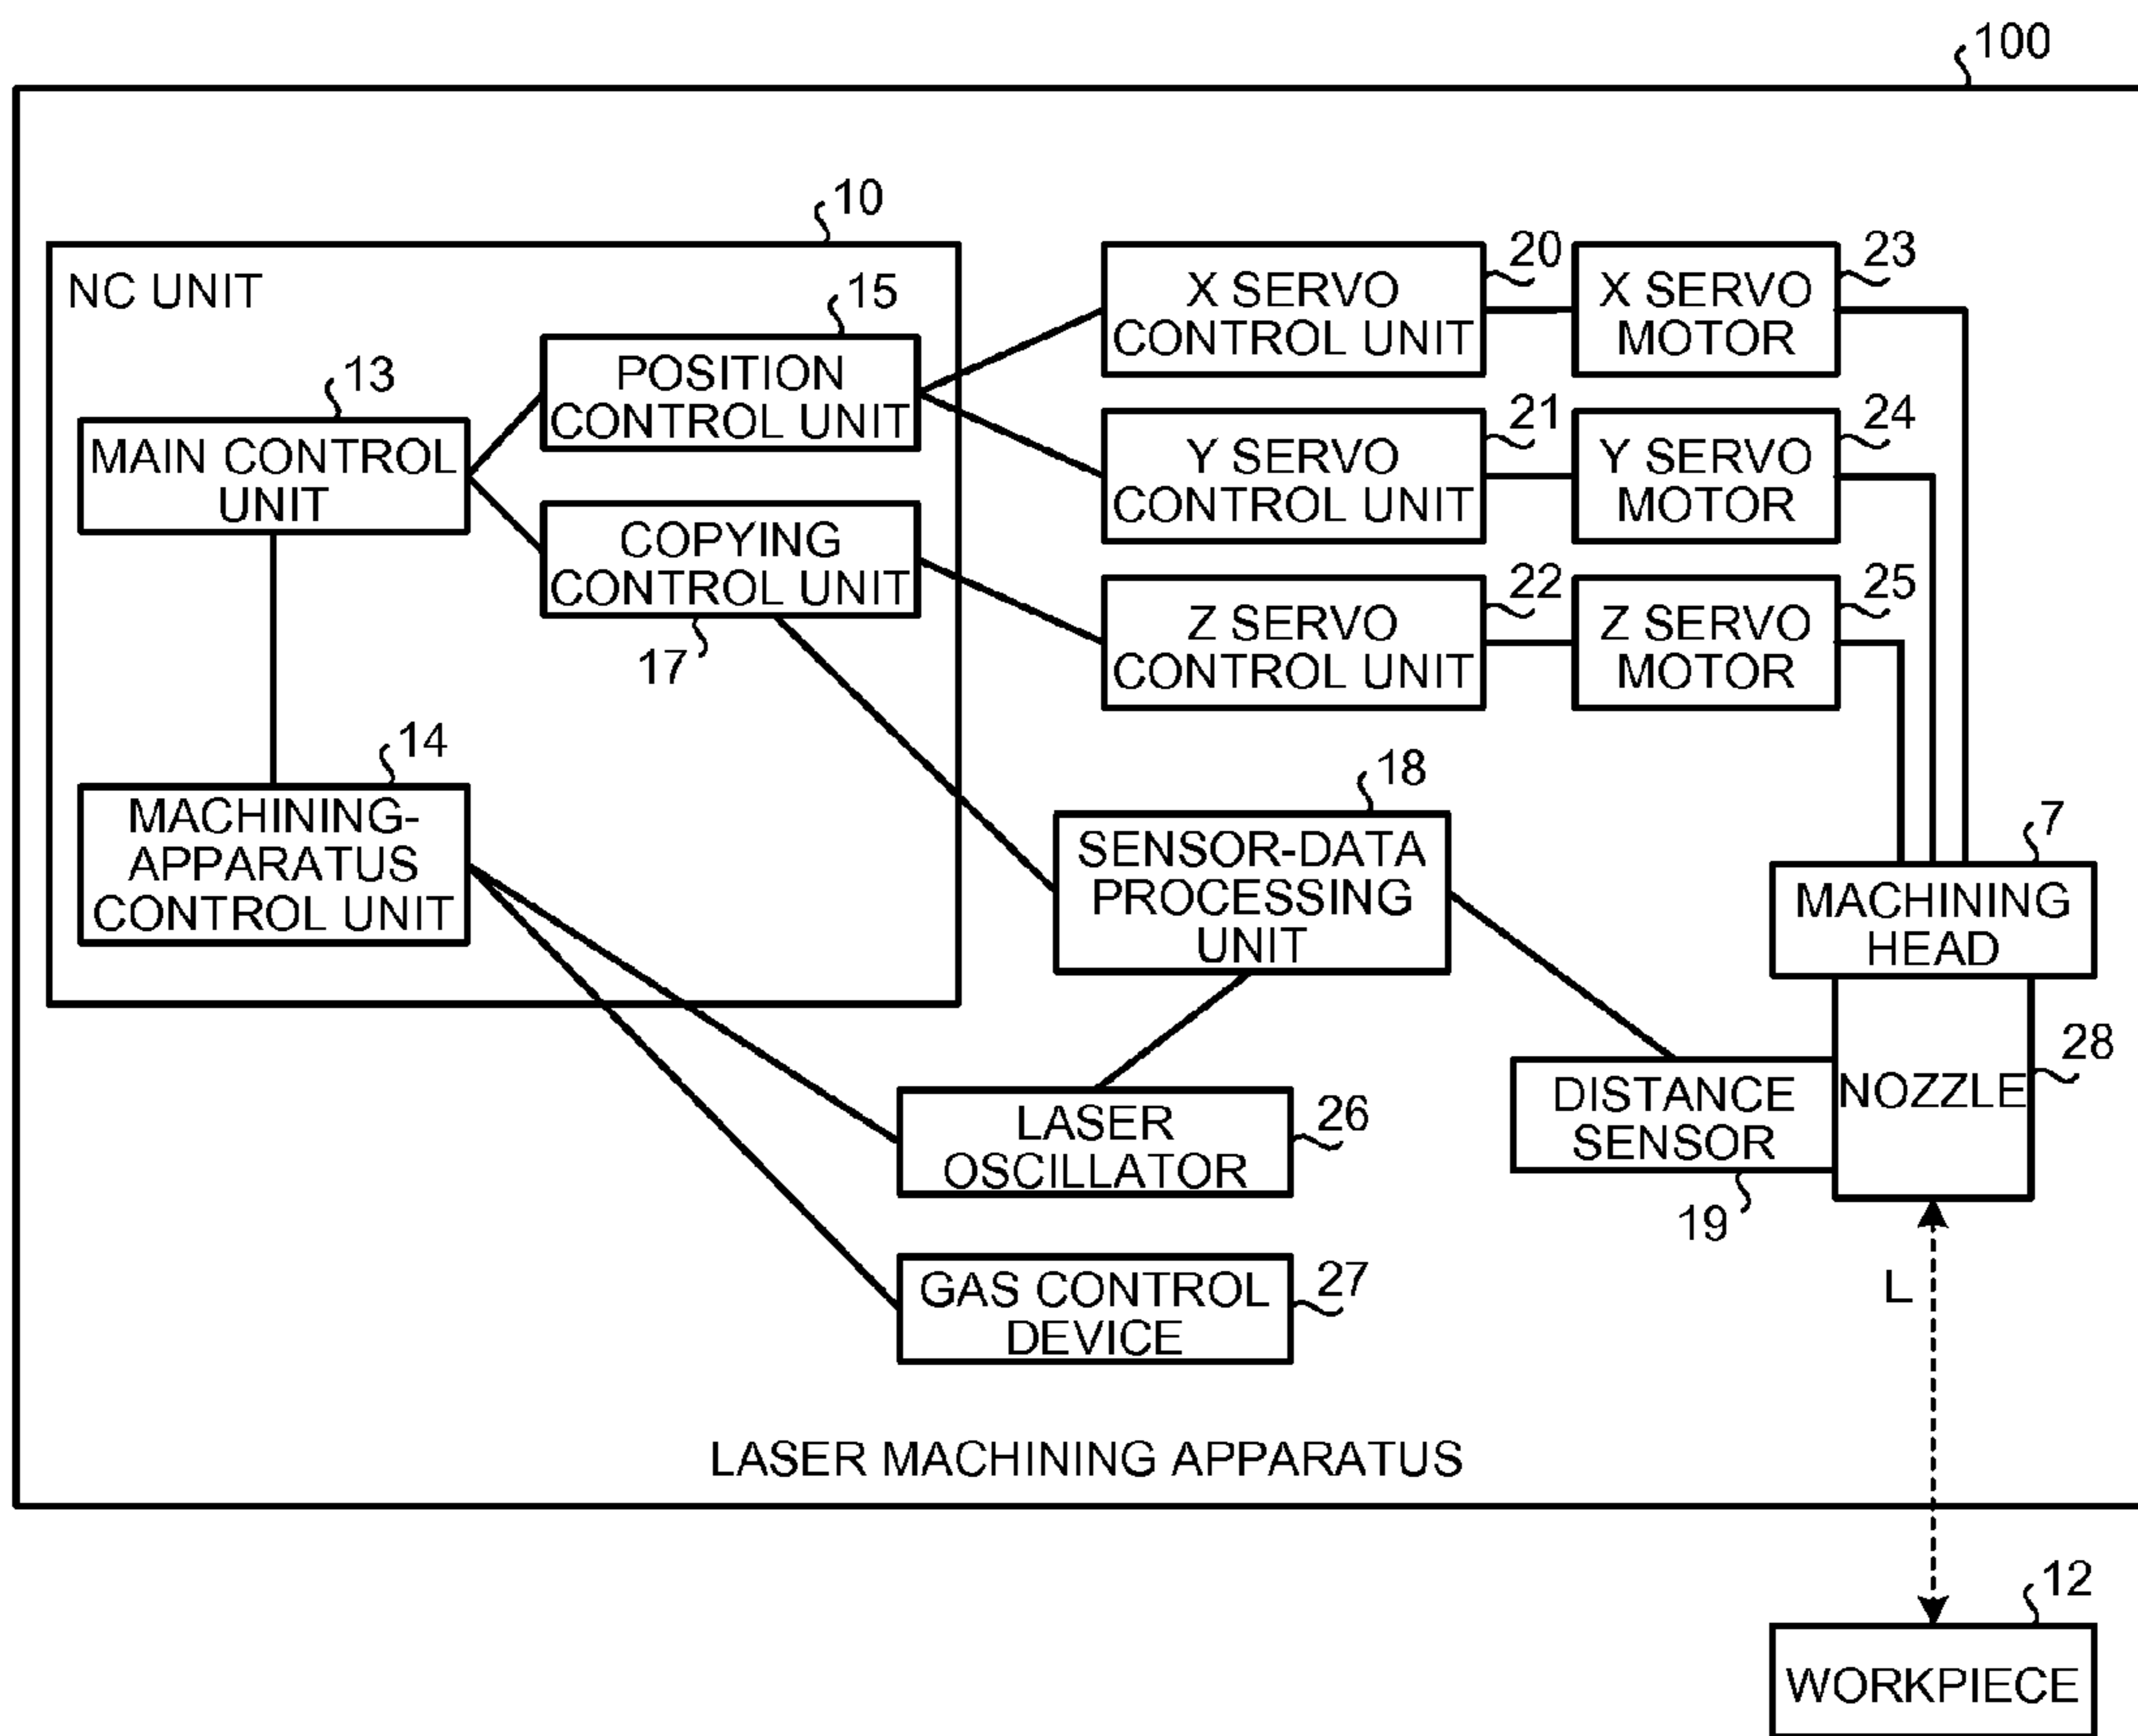 100
10
NC UNIT
15
POSITION
CONTROL UNIT
13
MAIN CONTROL
UNIT
COPYING
CONTROL UNIT
17
14
MACHINING-
APPARATUS
CONTROL UNIT
20
X SERVO
CONTROL UNIT
23
X SERVO
MOTOR
21
Y SERVO
CONTROL UNIT
24
Y SERVO
MOTOR
22
Z SERVO
CONTROL UNIT
25
Z SERVO
MOTOR
18
SENSOR-DATA
PROCESSING
UNIT
7
MACHINING
HEAD
28
NOZZLE
DISTANCE
SENSOR
19
LASER
OSCILLATOR
26
GAS CONTROL
DEVICE
27
L
LASER MACHINING APPARATUS
12
WORKPIECE